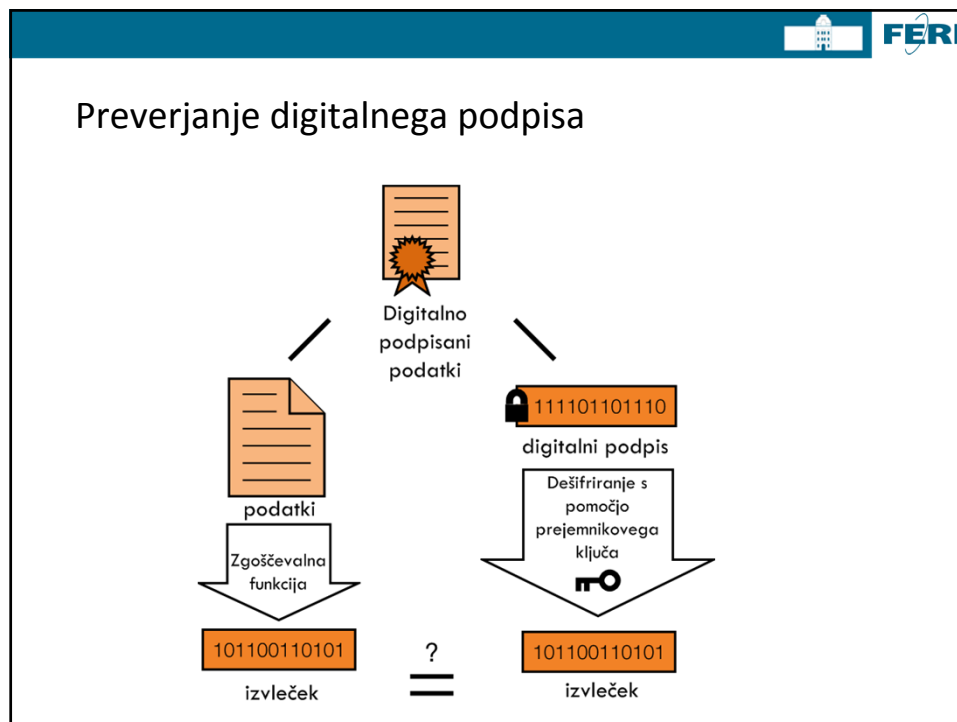 FERI
Preverjanje digitalnega podpisa
Digitalno
podpisani
podatki
podatki
111101101110
digitalni podpis
Zgoščevalna
funkcija
Dešifriranje s
pomočjo
prejemnikovega
ključa
101100110101
izvleček
?
101100110101
izvleček